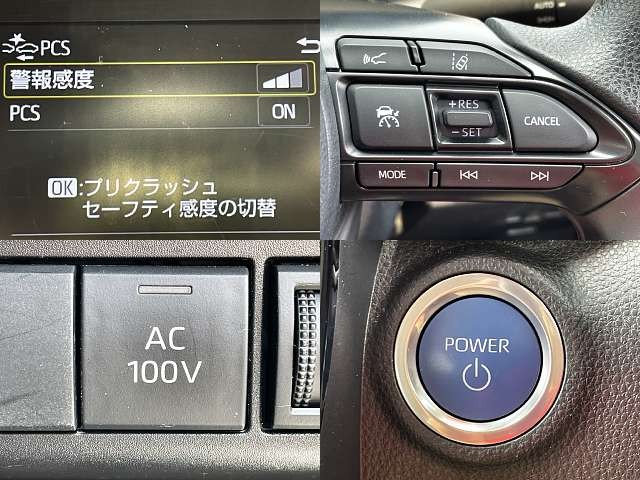 PCS
警報感度
PCS ON
OK:プリクラッシュ
セーフティ感度の切替
AUTO
+RES
-SET
CANCEL
MODE
AC
100V
POWER